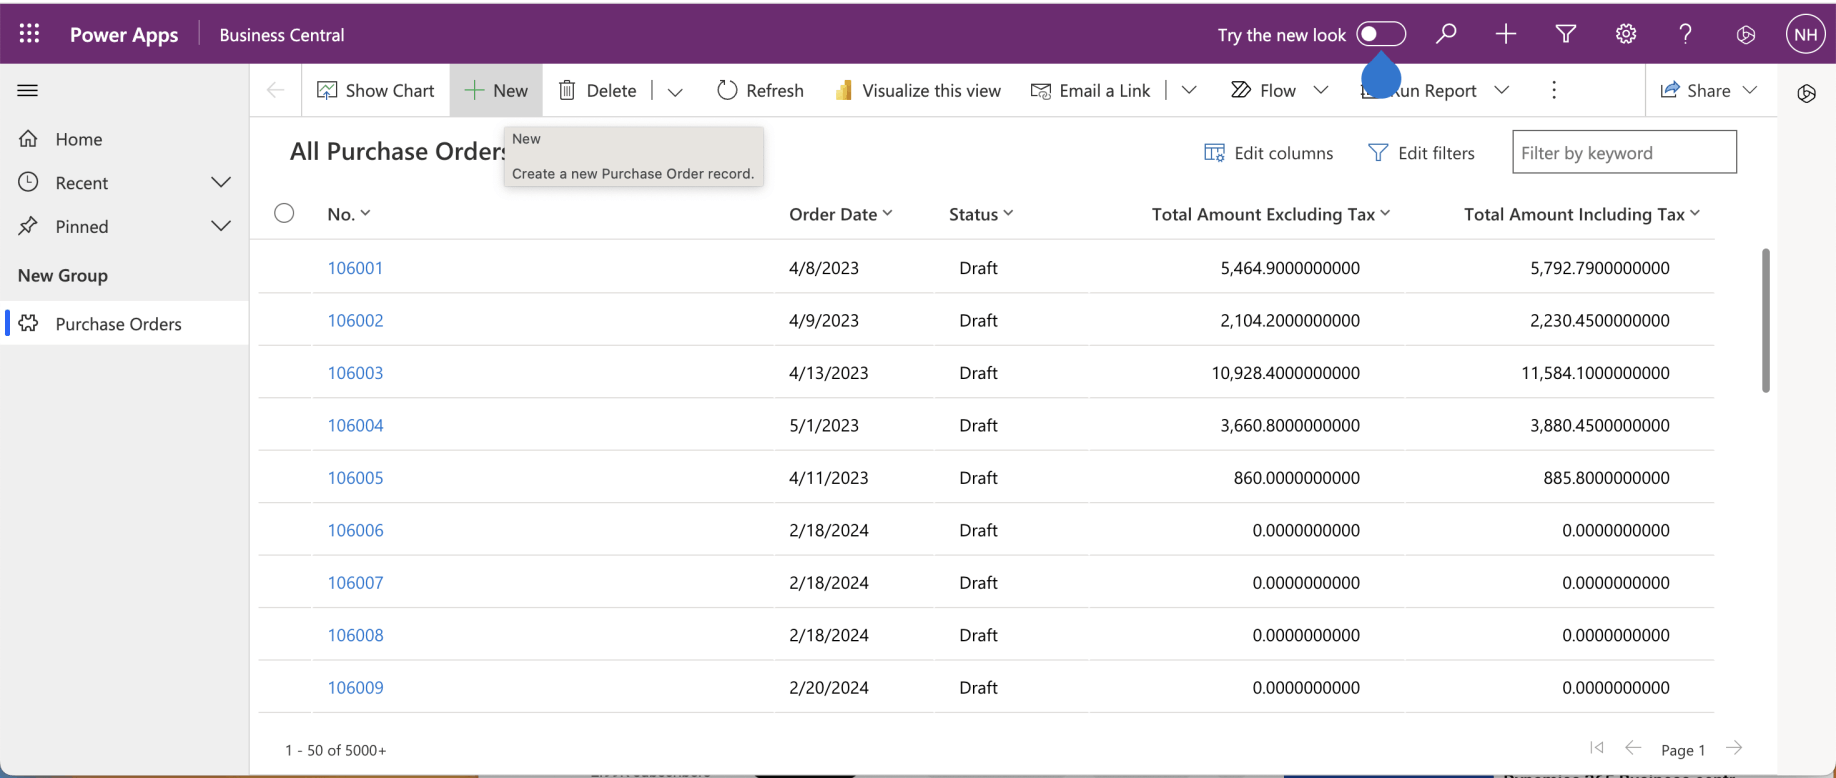 Power Apps Business Central Try the new look ? NH
Show Chart New Delete Refresh Visualize this view Email a Link Flow Run Report Share
Home
Recent
Pinned
New Group
Purchase Orders
All Purchase Orders
New
Create a new Purchase Order record.
Edit columns Edit filters Filter by keyword
No. Order Date Status Total Amount Excluding Tax Total Amount Including Tax
106001 4/8/2023 Draft 5,464.9000000000 5,792.7900000000
106002 4/9/2023 Draft 2,104.2000000000 2,230.4500000000
106003 4/13/2023 Draft 10,928.4000000000 11,584.1000000000
106004 5/1/2023 Draft 3,660.8000000000 3,880.4500000000
106005 4/11/2023 Draft 860.0000000000 885.8000000000
106006 2/18/2024 Draft 0.0000000000 0.0000000000
106007 2/18/2024 Draft 0.0000000000 0.0000000000
106008 2/18/2024 Draft 0.0000000000 0.0000000000
106009 2/20/2024 Draft 0.0000000000 0.0000000000
1 - 50 of 5000+ Page 1